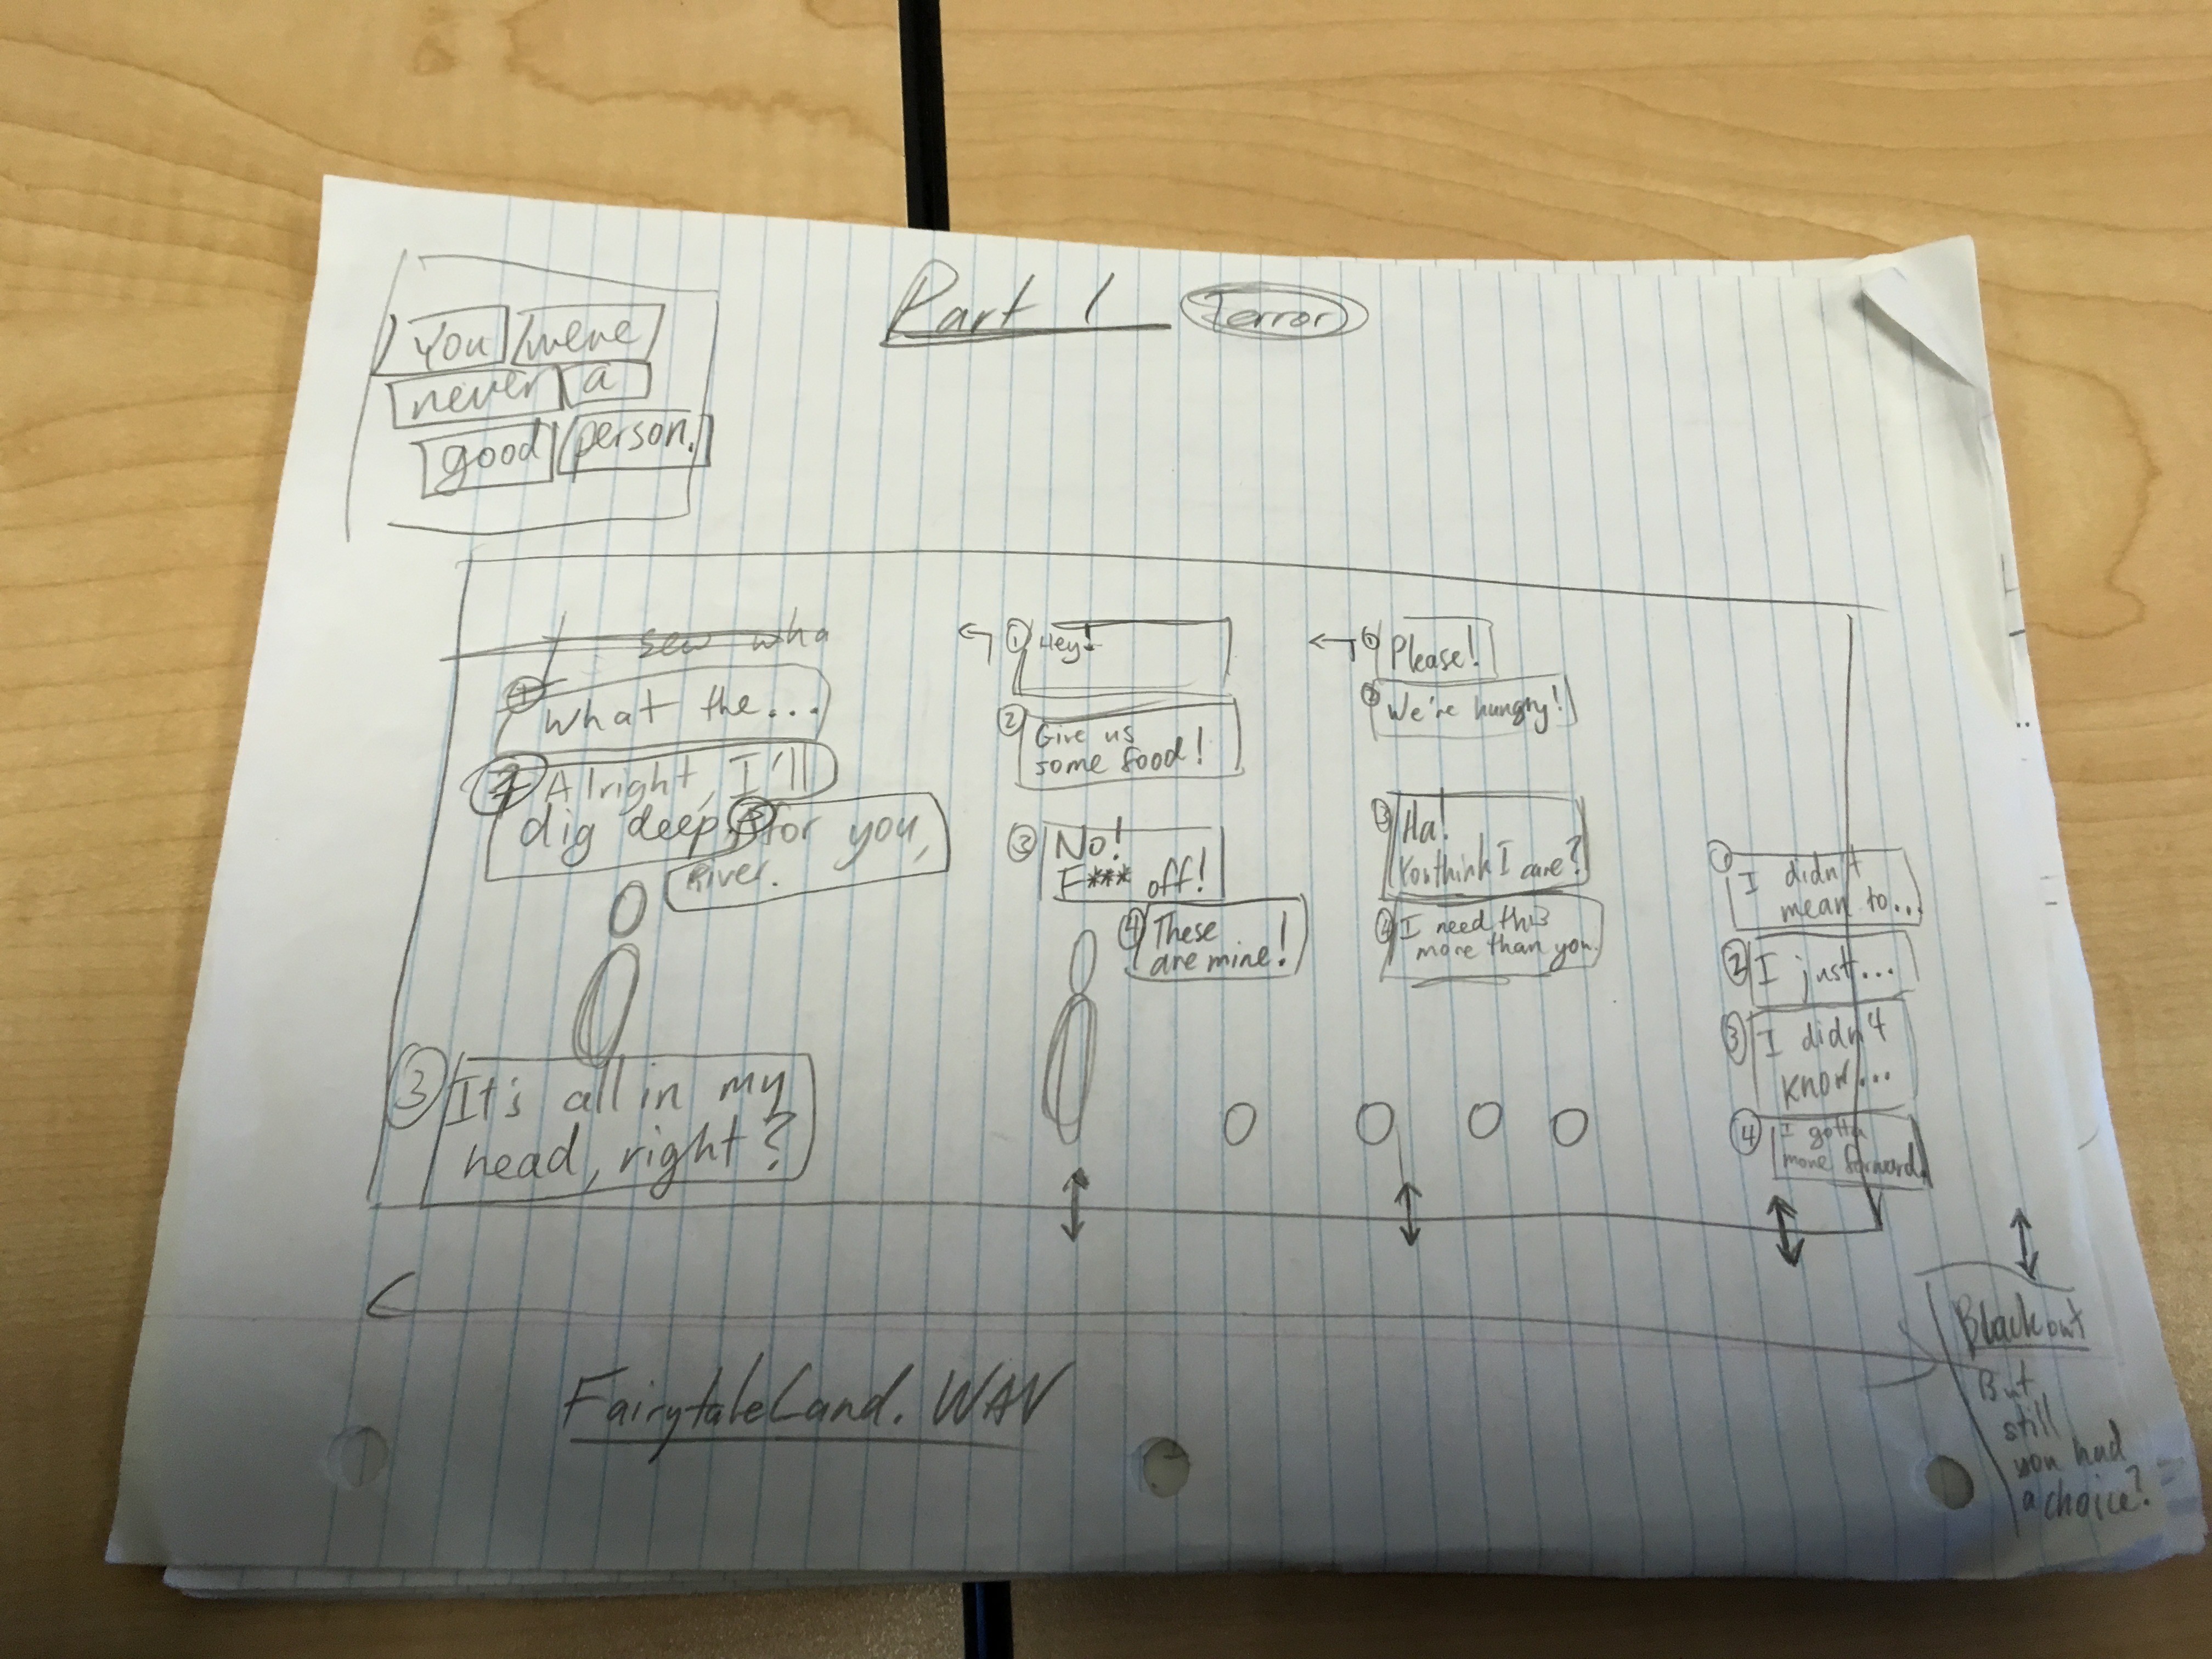 Part 1 Terror
You were
never a
good person.
1 What the...
2 Alright, I'll
dig deep, for you,
River.
3 It's all in my
head, right?
1 Hey!
2 Give us
some food!
3 No!
F*** off!
4 These
are mine!
1 Please!
2 We're hungry!
3 Ha!
You think I care?
4 I need this
more than you.
1 I didn't
mean to...
2 I just...
3 I didn't
know...
4 I gotta
move forward.
FairytaleLand.WAV
Blackout
But
still
you had
a choice?